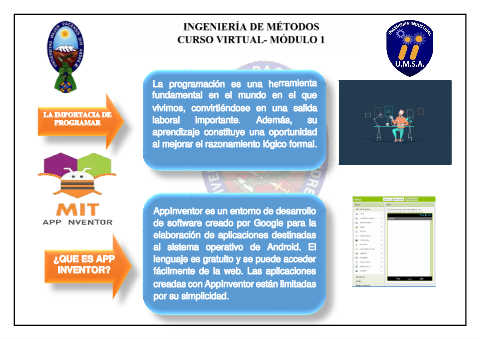 INGENIERÍA DE MÉTODOS
CURSO VIRTUAL- MÓDULO 1
U.M.S.A.
LA IMPORTACIA DE
PROGRAMAR
La programación es una herramienta
fundamental en el mundo en el que
vivimos, convirtiéndose en una salida
laboral importante. Además, su
aprendizaje constituye una oportunidad
al mejorar el razonamiento lógico formal.
MIT
APP INVENTOR
¿QUE ES APP
INVENTOR?
AppInventor es un entorno de desarrollo
de software creado por Google para la
elaboración de aplicaciones destinadas
al sistema operativo de Android. El
lenguaje es gratuito y se puede acceder
fácilmente de la web. Las aplicaciones
creadas con AppInventor están limitadas
por su simplicidad.